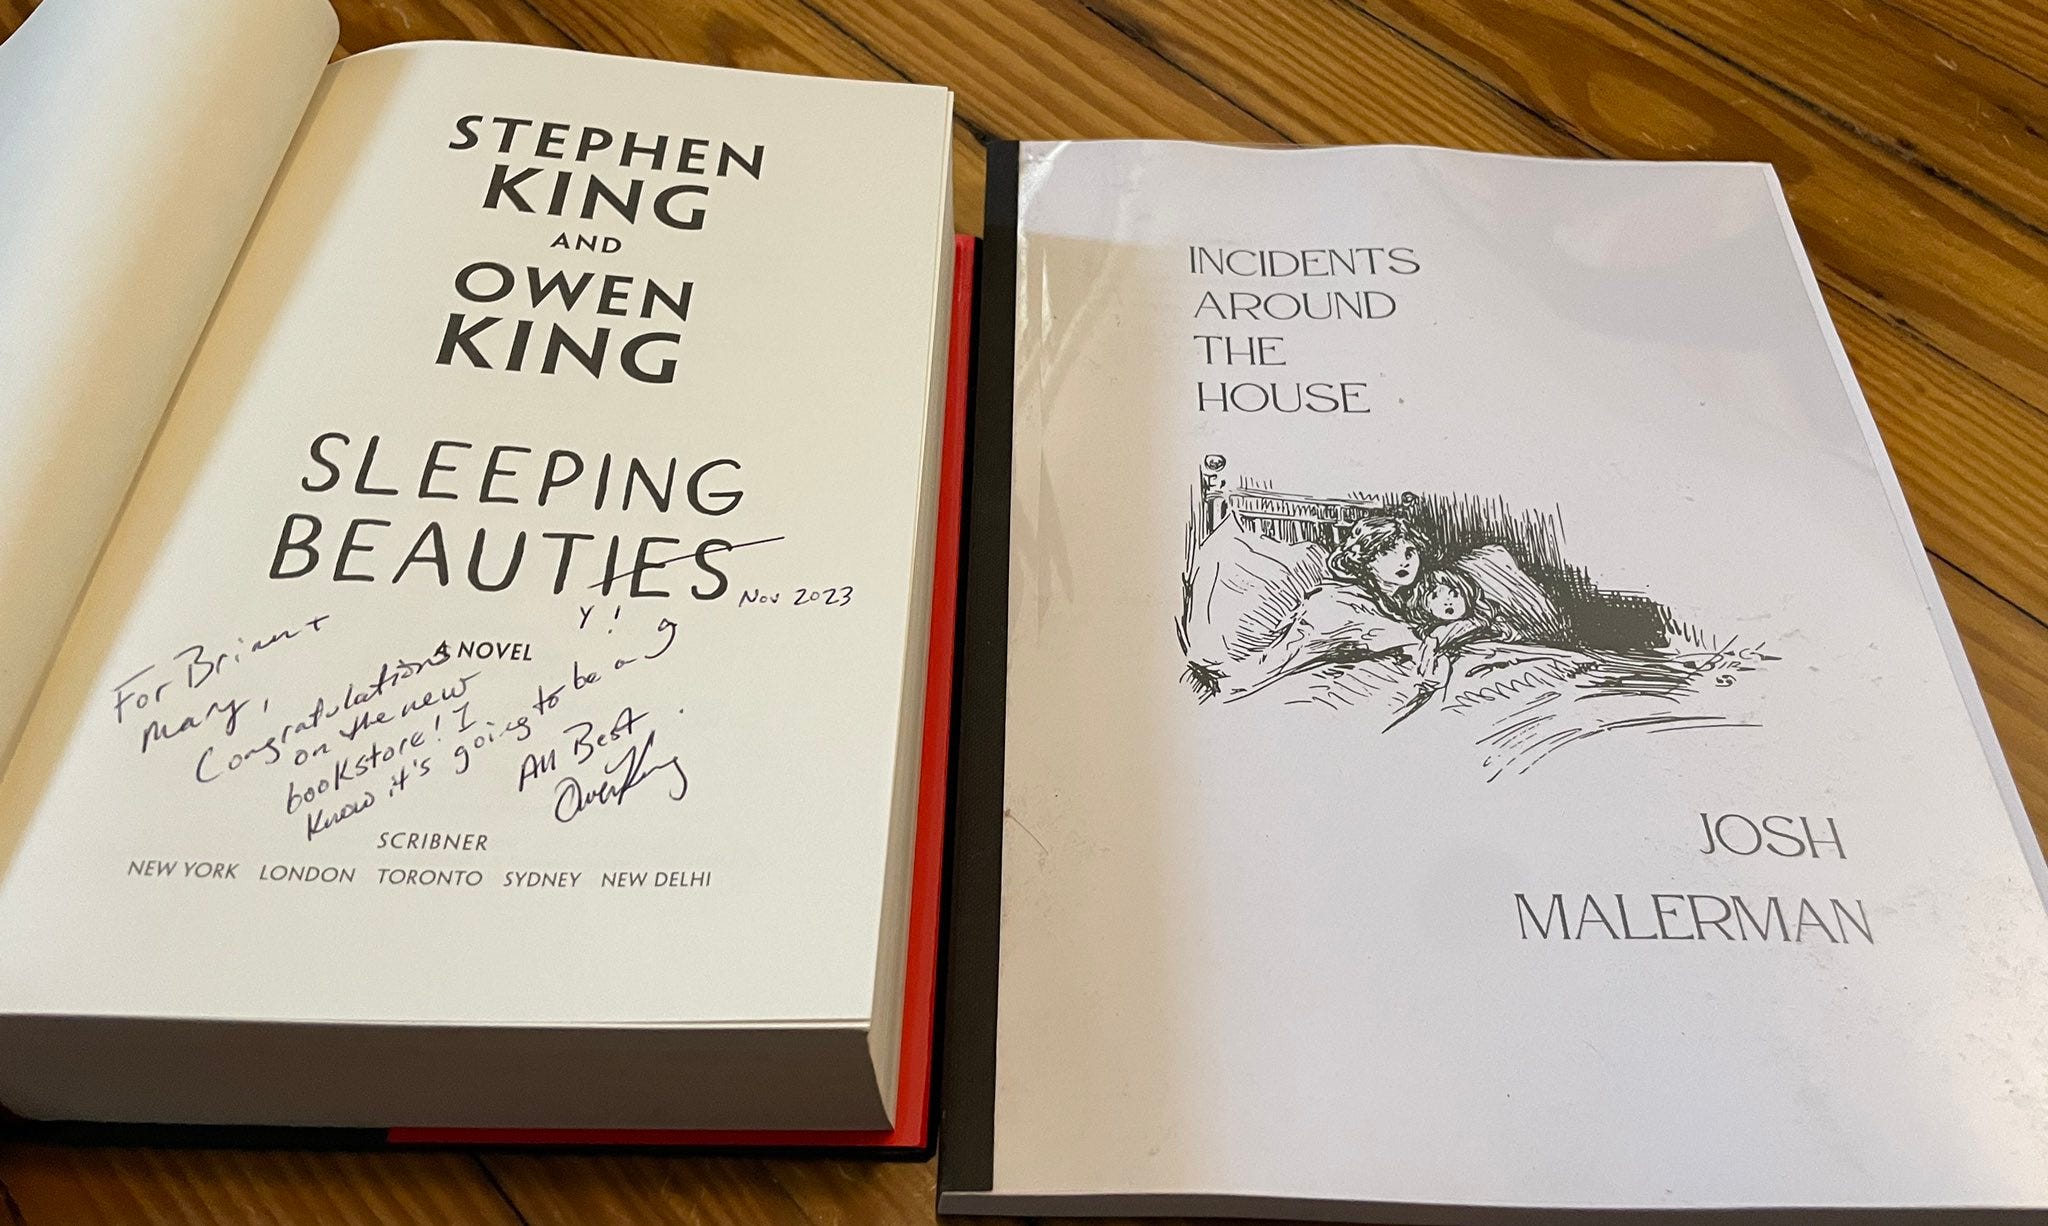 STEPHEN
KING
AND
OWEN
KING
SLEEPING
BEAUTIES
Y!
Nov 2023
A NOVEL
For Brian +
Mary,
Congratulations
on the new
bookstore! I
know it's going to be a
All Best
Owen King
SCRIBNER
NEW YORK LONDON TORONTO SYDNEY NEW DELHI
INCIDENTS
AROUND
THE
HOUSE
JOSH
MALERMAN